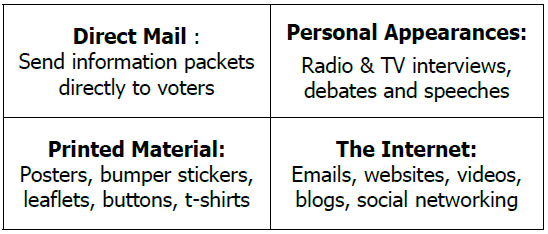 Direct Mail :
Send information packets
directly to voters
Personal Appearances:
Radio & TV interviews,
debates and speeches
Printed Material:
Posters, bumper stickers,
leaflets, buttons, t-shirts
The Internet:
Emails, websites, videos,
blogs, social networking